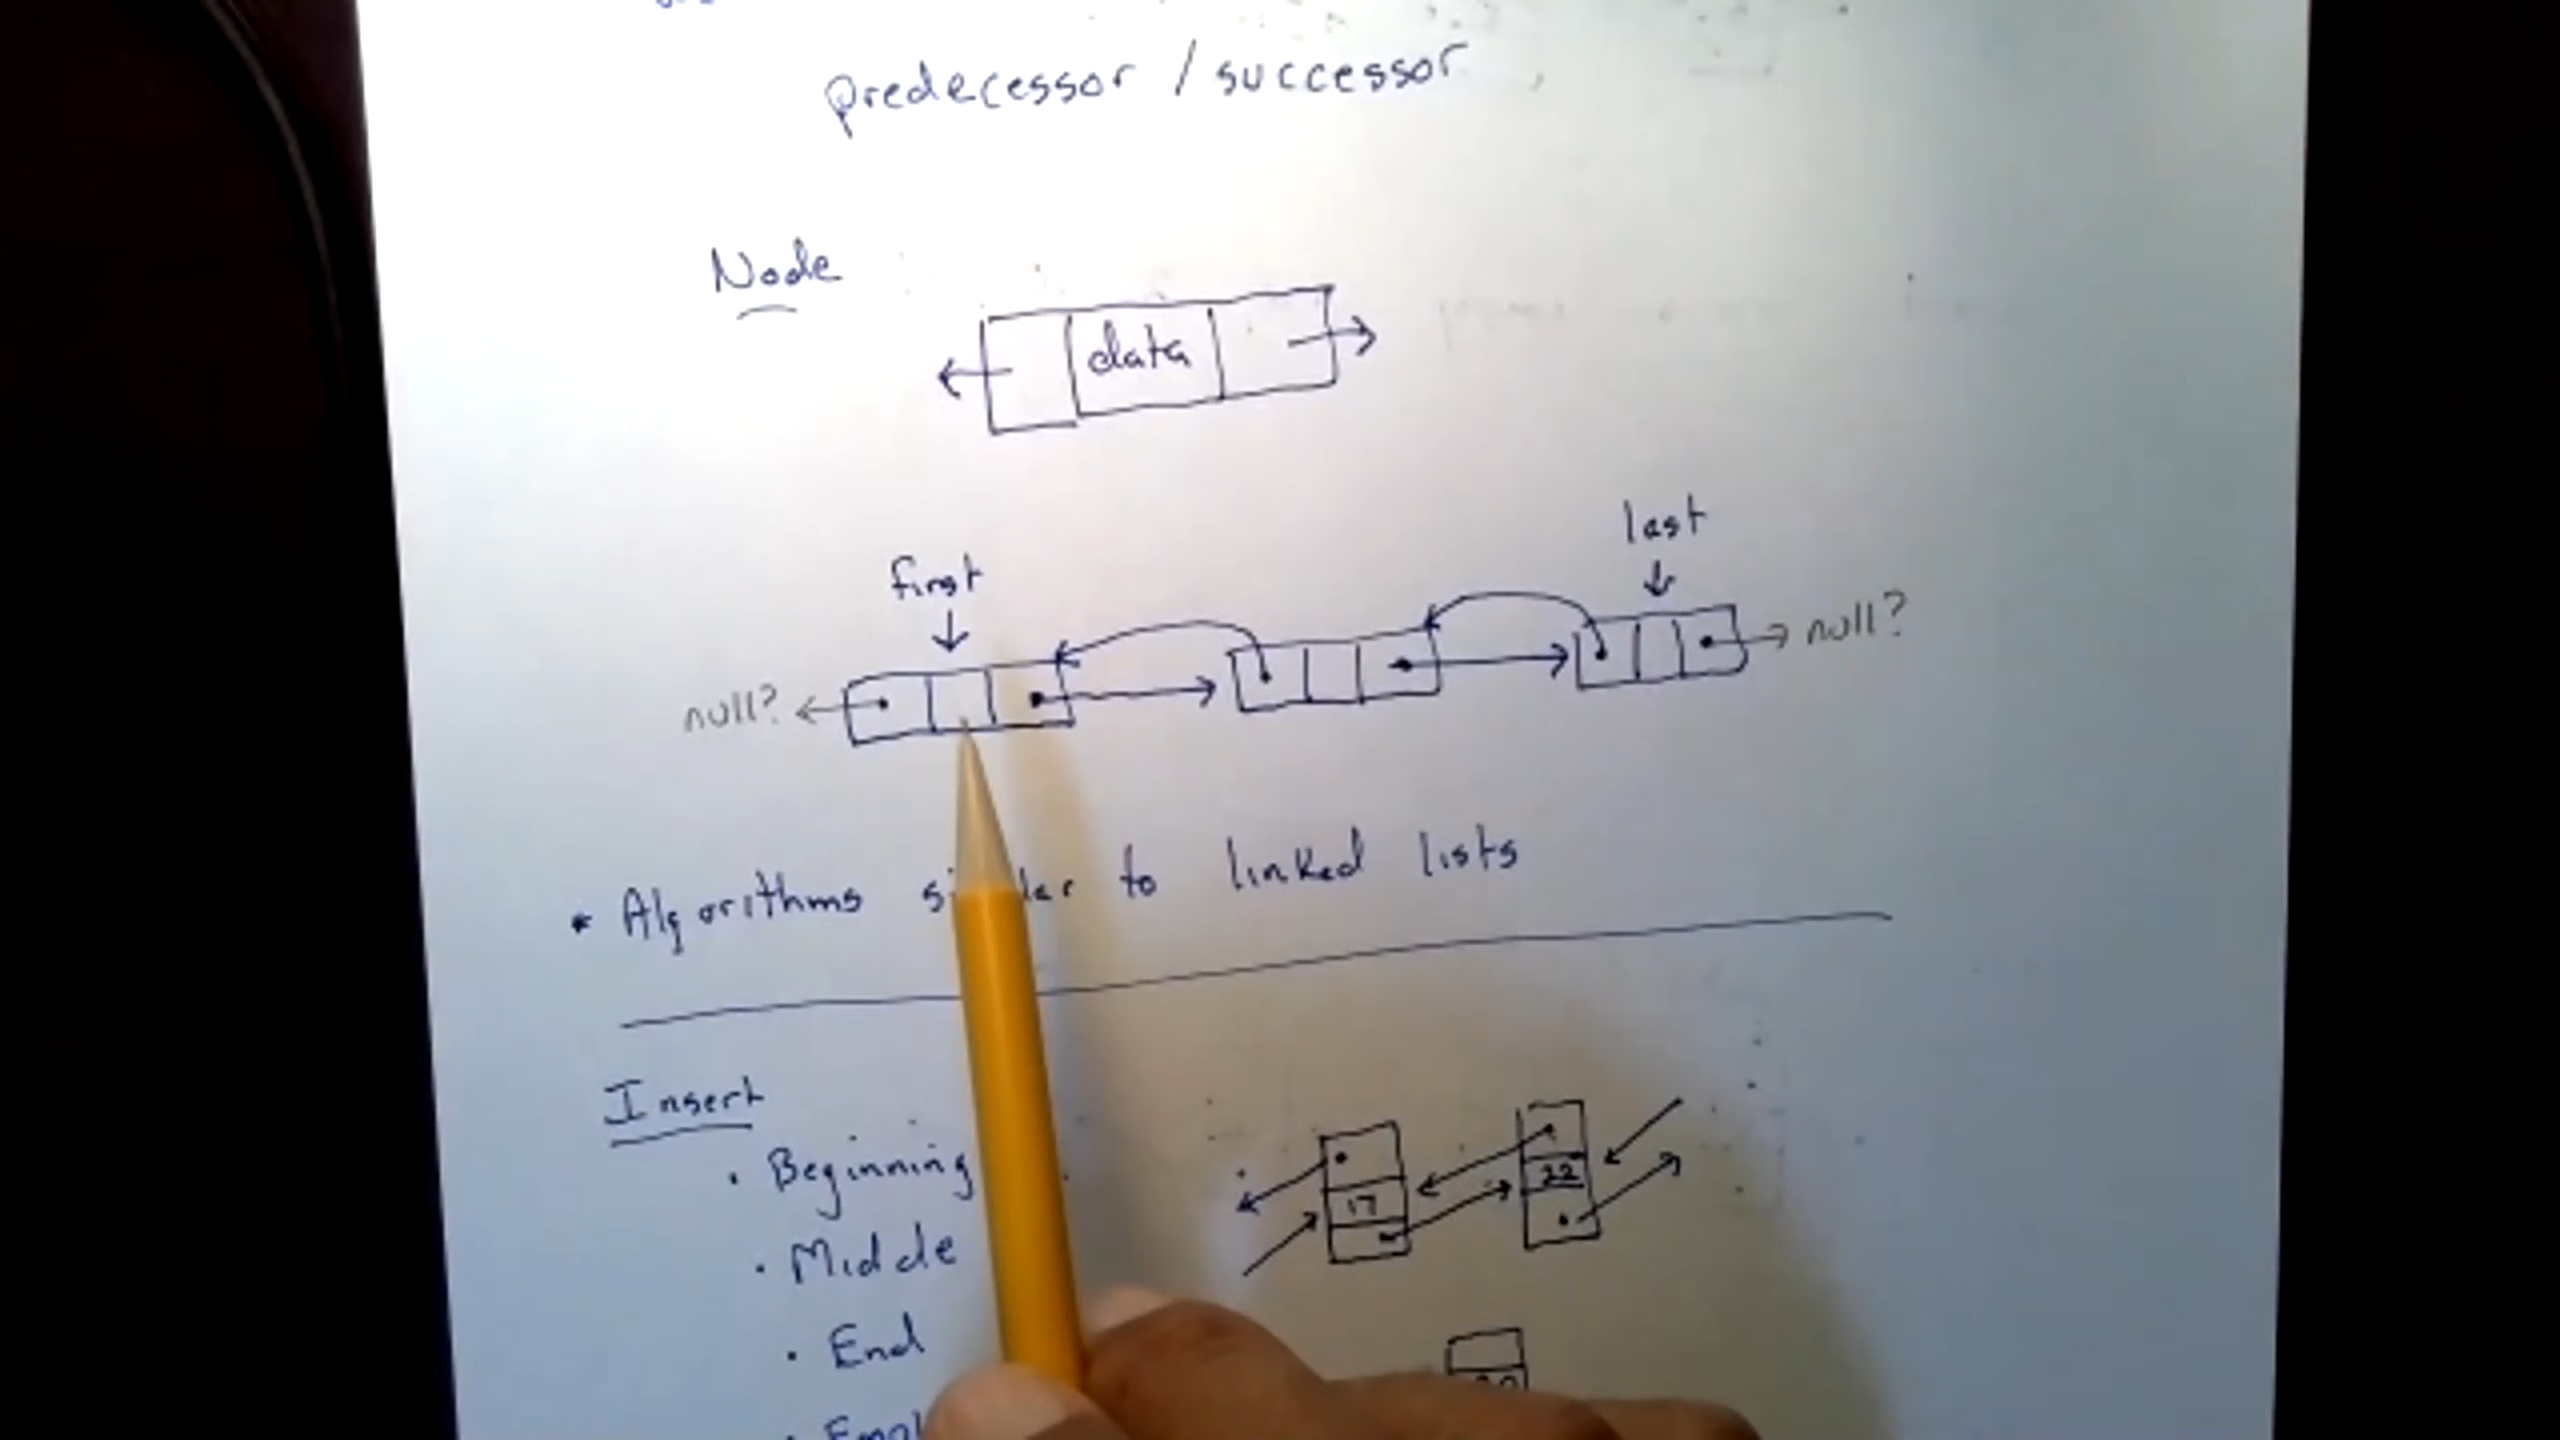 predecessor / successor
Node
data
last
first
null?
null?
* Algorithms to linked lists
Insert
• Beginning
17
22
• Middle
• End